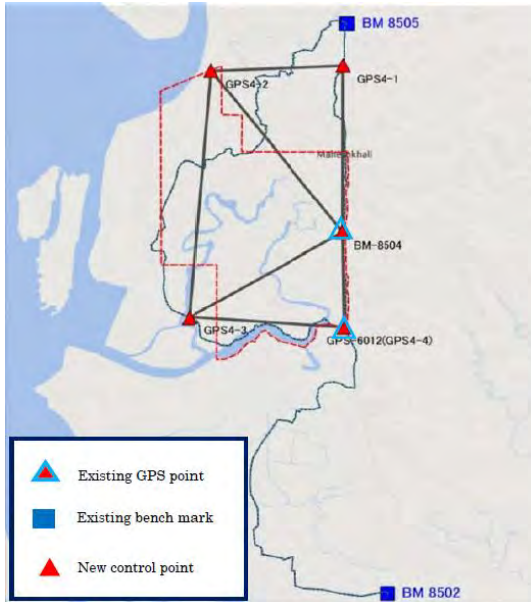 BM 8505
GPS4-2
GPS4-1
BM-8504
GPS4-3
GPS-6012(GPS4-4)
Existing GPS point
Existing bench mark
New control point
BM 8502